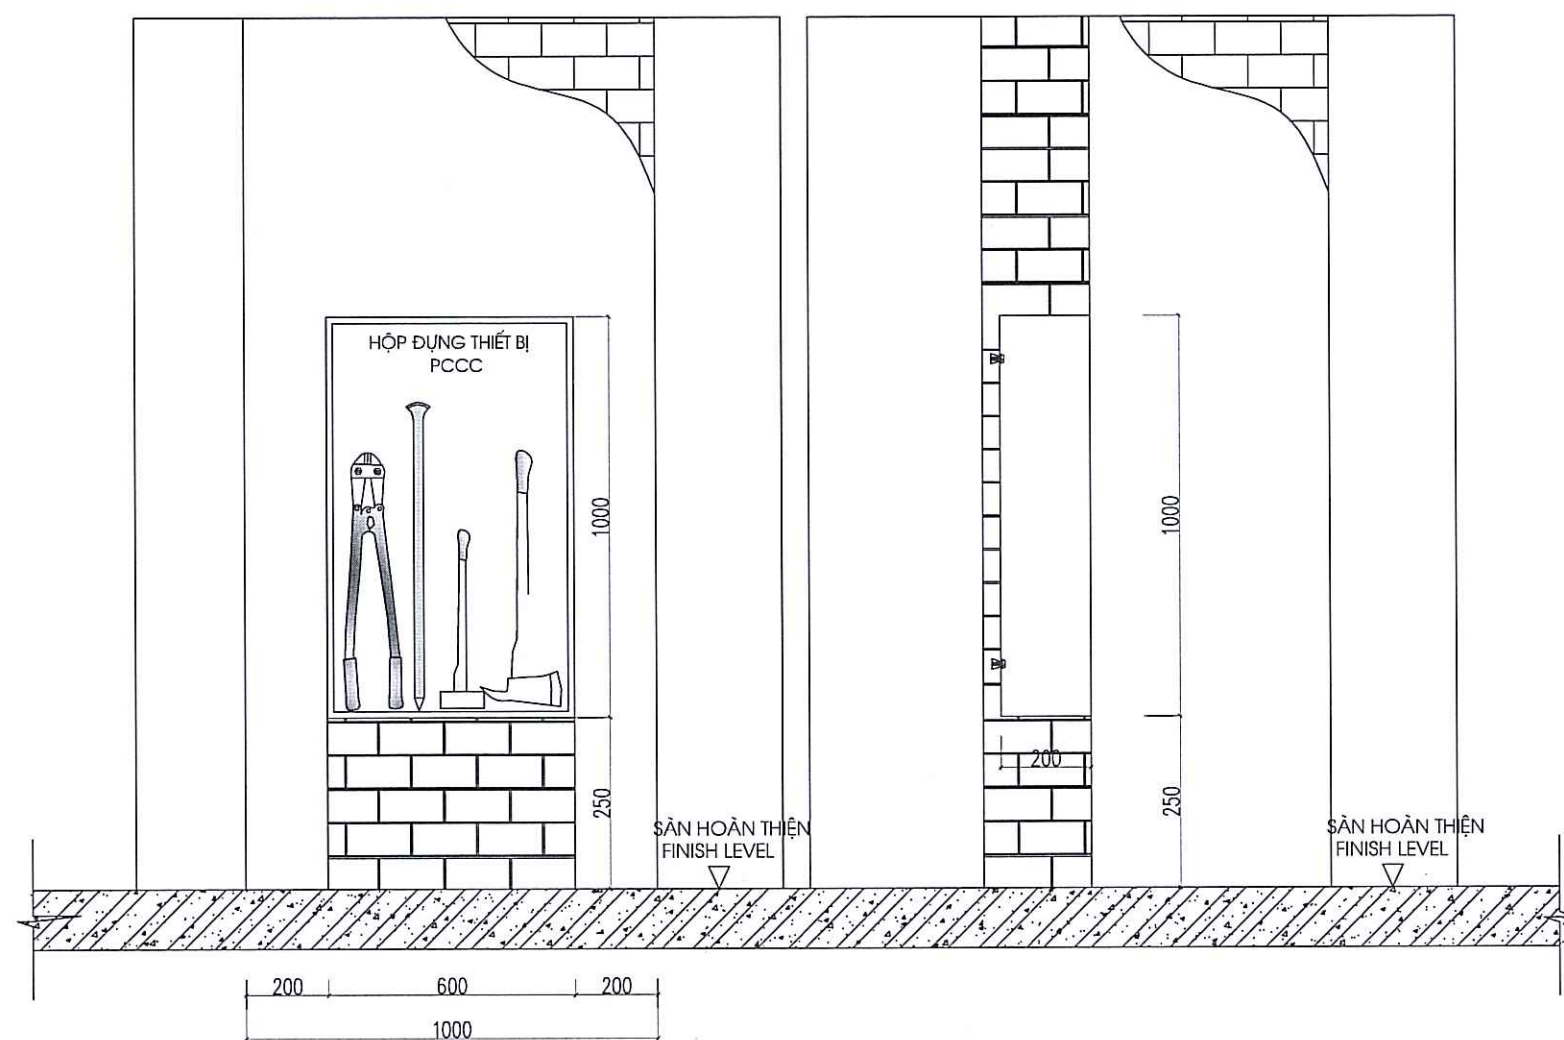 HỘP ĐỰNG THIẾT BỊ
PCCC
1000
1000
200
250
250
SÀN HOÀN THIỆN
FINISH LEVEL
SÀN HOÀN THIỆN
FINISH LEVEL
200
600
200
1000